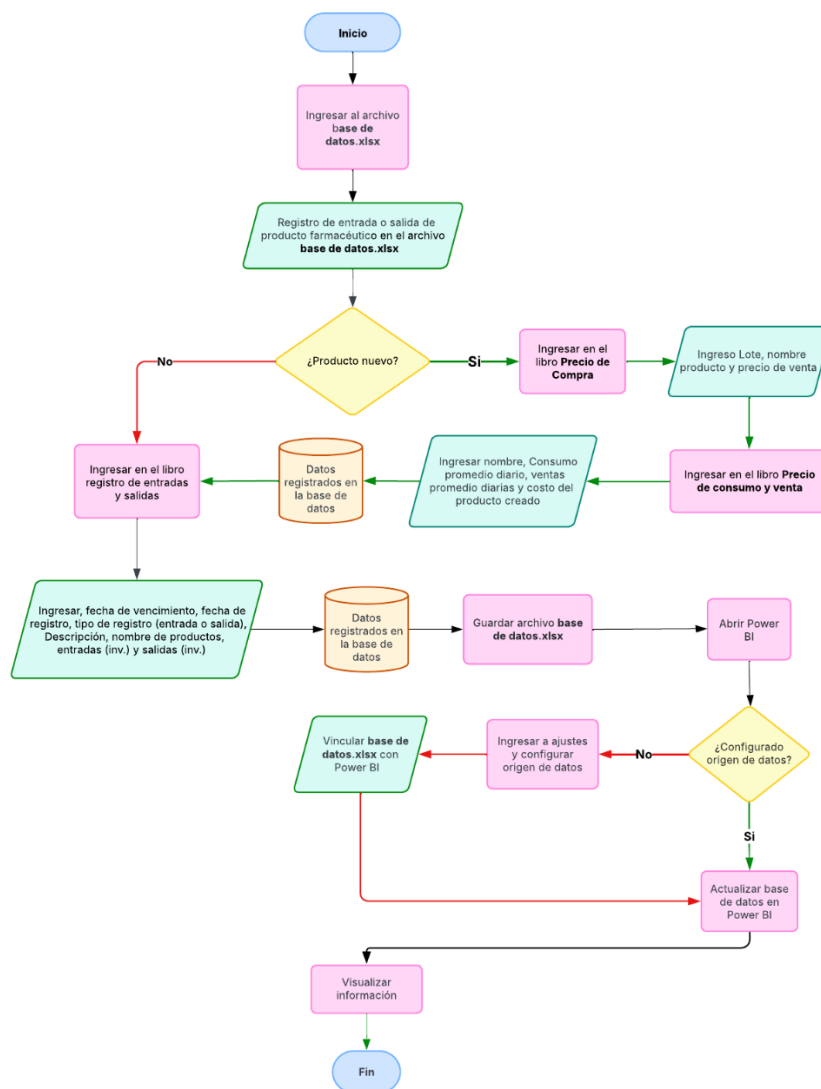 Inicio
Ingresar al archivo
base de
datos.xlsx
Registro de entrada o salida de
producto farmacéutico en el archivo
base de datos.xlsx
¿Producto nuevo?
No
Si
Ingresar en el
libro Precio de
Compra
Ingreso Lote, nombre
producto y precio de venta
Ingresar en el libro Precio
de consumo y venta
Ingresar nombre, Consumo
promedio diario, ventas
promedio diarias y costo del
producto creado
Datos
registrados en
la base de
datos
Ingresar en el libro
registro de entradas
y salidas
Ingresar, fecha de vencimiento, fecha de
registro, tipo de registro (entrada o salida),
Descripción, nombre de productos,
entradas (inv.) y salidas (inv.)
Datos
registrados en
la base de
datos
Guardar archivo base
de datos.xlsx
Abrir Power
BI
¿Configurado
origen de datos?
No
Ingresar a ajustes
y configurar
origen de datos
Vincular base de
datos.xlsx con
Power BI
Si
Actualizar base
de datos en
Power BI
Visualizar
información
Fin